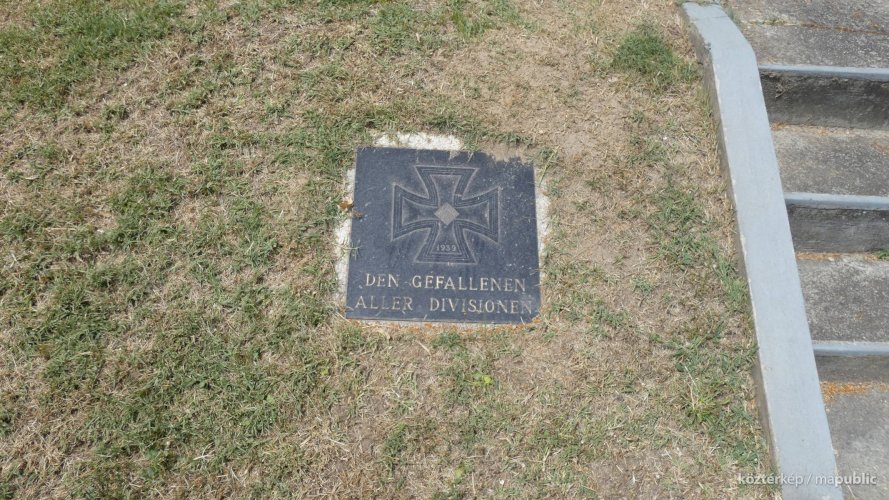 1939
DEN GEFALLENEN
ALLER DIVISIONEN
köztérkép / mapublic